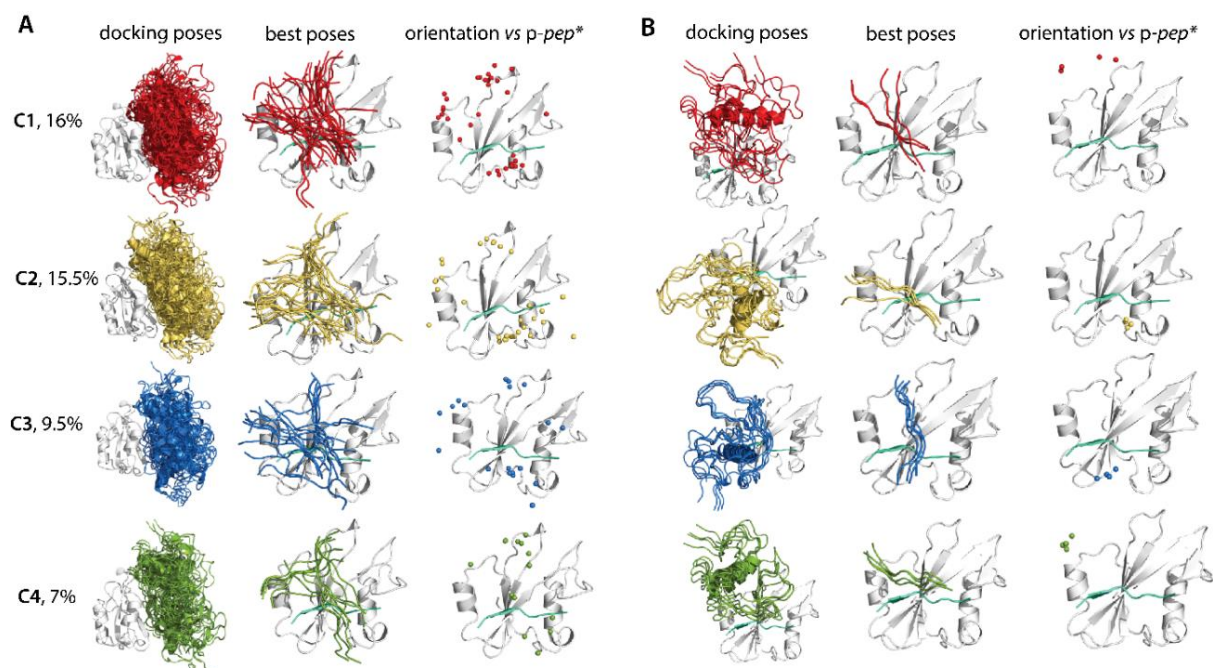 A
docking poses best poses orientation vs p-pep*
C1, 16%
C2, 15.5%
C3, 9.5%
C4, 7%
B
docking poses best poses orientation vs p-pep*